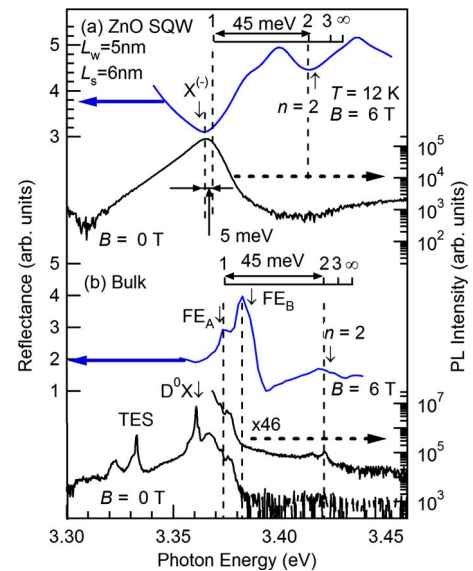 (a) ZnO SQW
1 45 meV 2 3 ∞
L_w=5nm
L_s=6nm
X^(-)
n = 2
T = 12 K
B = 6 T
5
4
3
10^5
10^4
10^3
10^2
B = 0 T
5 meV
Reflectance (arb. units)
PL Intensity (arb. units)
(b) Bulk
1 45 meV 2 3 ∞
FE_A
FE_B
n = 2
B = 6 T
5
4
3
2
1
D^0X
TES
x46
10^7
10^5
10^3
B = 0 T
3.30 3.35 3.40 3.45
Photon Energy (eV)